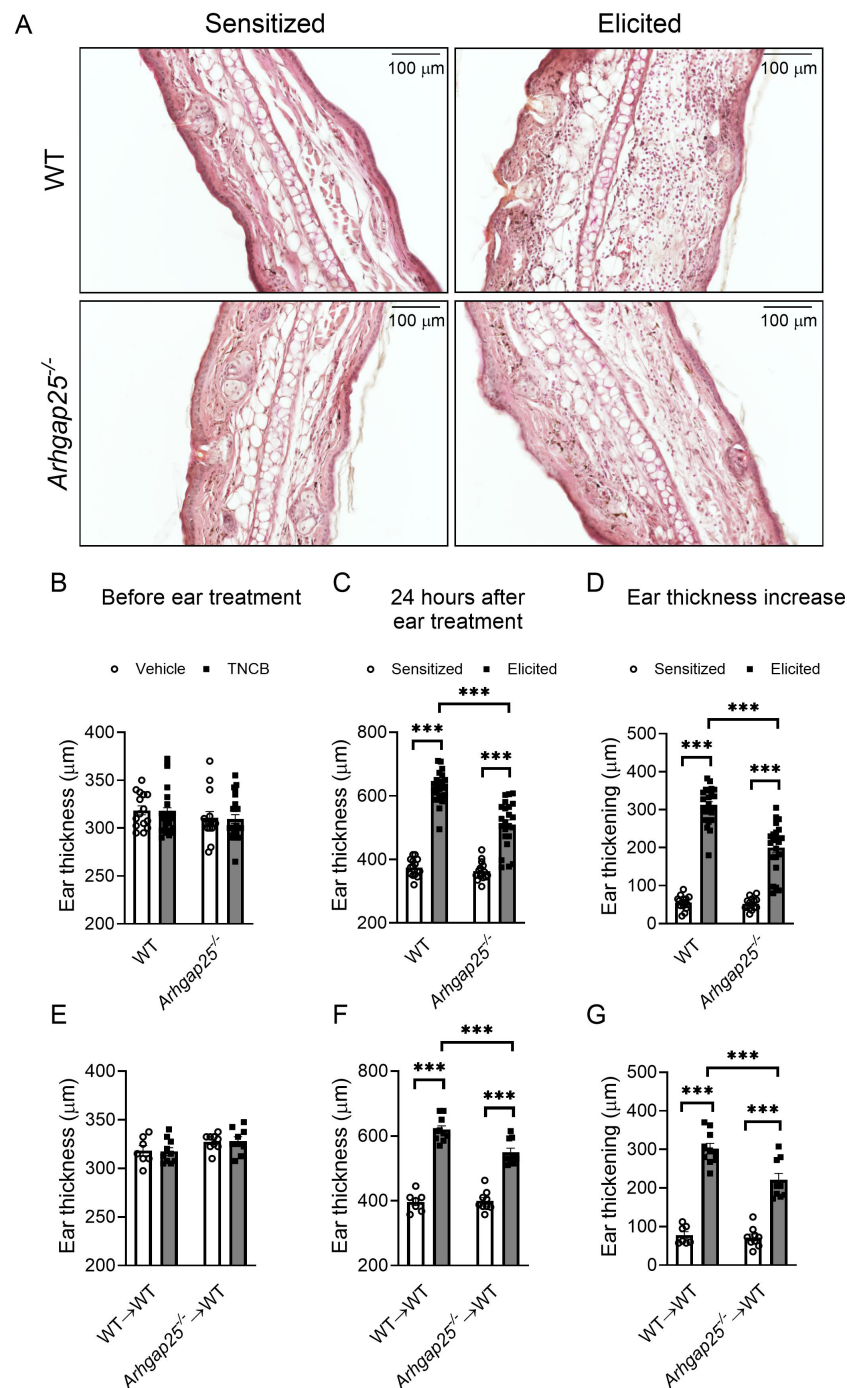 A
Sensitized
Elicited
WT
100 μm
100 μm
Arhgap25-/-
100 μm
100 μm
B
Before ear treatment
Vehicle
TNCB
Ear thickness (μm)
400
350
300
250
200
WT
Arhgap25-/-
C
24 hours after
ear treatment
Sensitized
Elicited
***
***
***
Ear thickness (μm)
800
600
400
200
WT
Arhgap25-/-
D
Ear thickness increase
Sensitized
Elicited
***
***
***
Ear thickening (μm)
500
400
300
200
100
0
WT
Arhgap25-/-
E
Ear thickness (μm)
400
350
300
250
200
WT→WT
Arhgap25-/-→WT
F
***
***
***
Ear thickness (μm)
800
600
400
200
WT→WT
Arhgap25-/-→WT
G
***
***
***
Ear thickening (μm)
500
400
300
200
100
0
WT→WT
Arhgap25-/-→WT